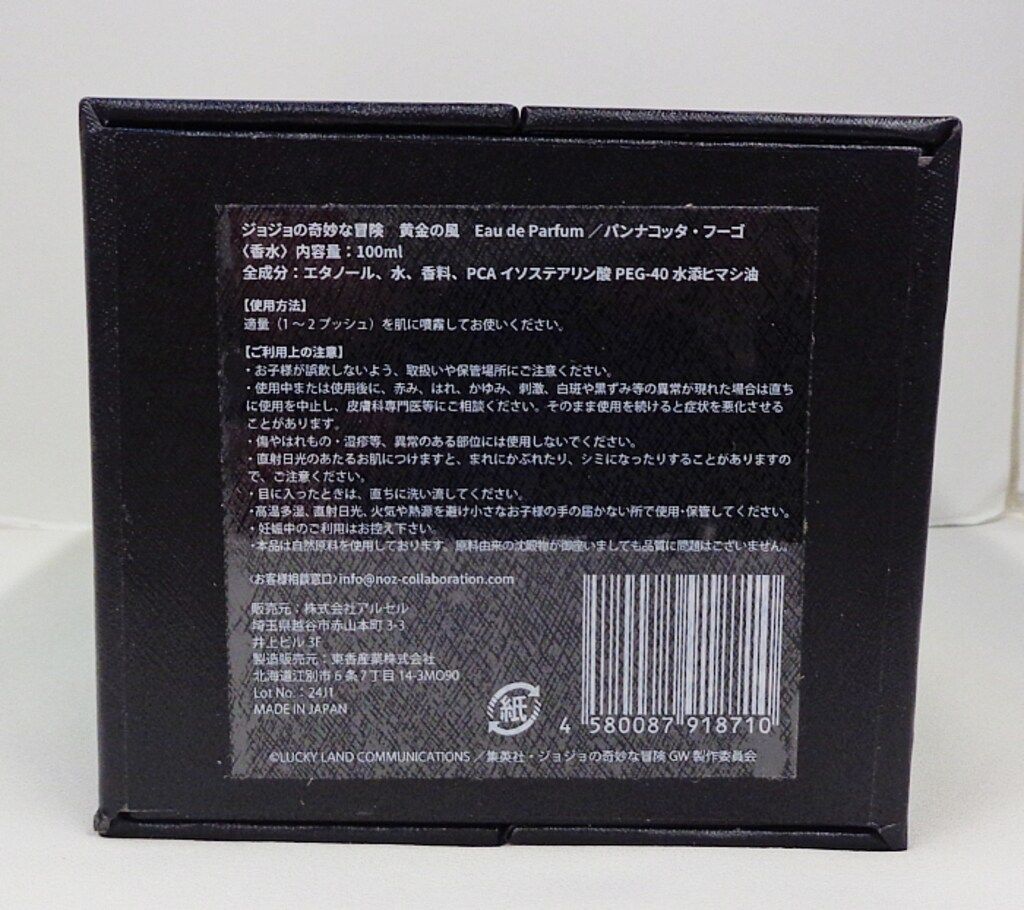 ジョジョの奇妙な冒険　黄金の風　Eau de Parfum ／パンナコッタ・フーゴ
〈香水〉内容量：100ml
全成分：エタノール、水、香料、PCA イソステアリン酸 PEG-40 水添ヒマシ油
【使用方法】
適量（1～2 プッシュ）を肌に噴霧してお使いください。
【ご利用上の注意】
・お子様が誤飲しないよう、取扱いや保管場所にご注意ください。
・使用中または使用後に、赤み、はれ、かゆみ、刺激、白斑や黒ずみ等の異常が現れた場合は直ち
に使用を中止し、皮膚科専門医等にご相談ください。そのまま使用を続けると症状を悪化させる
ことがあります。
・傷やはれもの・湿疹等、異常のある部位には使用しないでください。
・直射日光のあたるお肌につけますと、まれにかぶれたり、シミになったりすることがありますの
で、ご注意ください。
・目に入ったときは、直ちに洗い流してください。
・高温多湿、直射日光、火気や熱源を避け小さなお子様の手の届かない所で使用・保管してください。
・妊娠中のご利用はお控え下さい。
・本品は自然原料を使用しております。原料由来の沈殿物が御座いましても品質に問題はございません。
〈お客様相談窓口〉info@noz-collaboration.com
販売元：株式会社アルセル
埼玉県越谷市赤山本町 3-3
井上ビル 3F
製造販売元：東香産業株式会社
北海道江別市 6 条 7 丁目 14-3MO90
Lot No.：24J1
MADE IN JAPAN
紙
4 580087 918710
©LUCKY LAND COMMUNICATIONS ／集英社・ジョジョの奇妙な冒険 GW 製作委員会